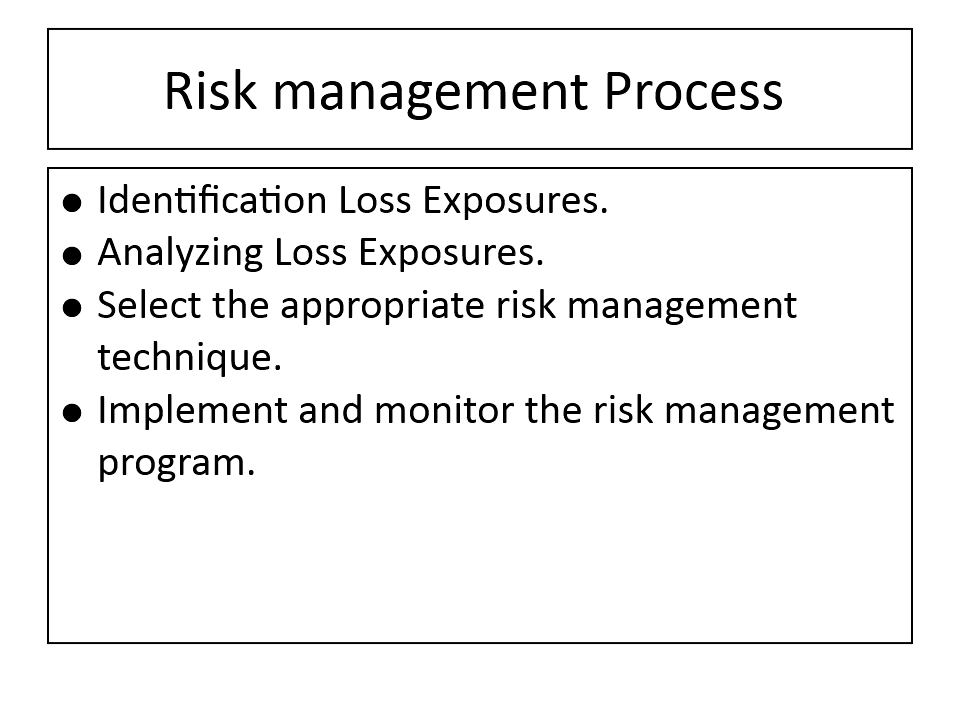 Risk management Process
● Identification Loss Exposures.
● Analyzing Loss Exposures.
● Select the appropriate risk management
technique.
● Implement and monitor the risk management
program.